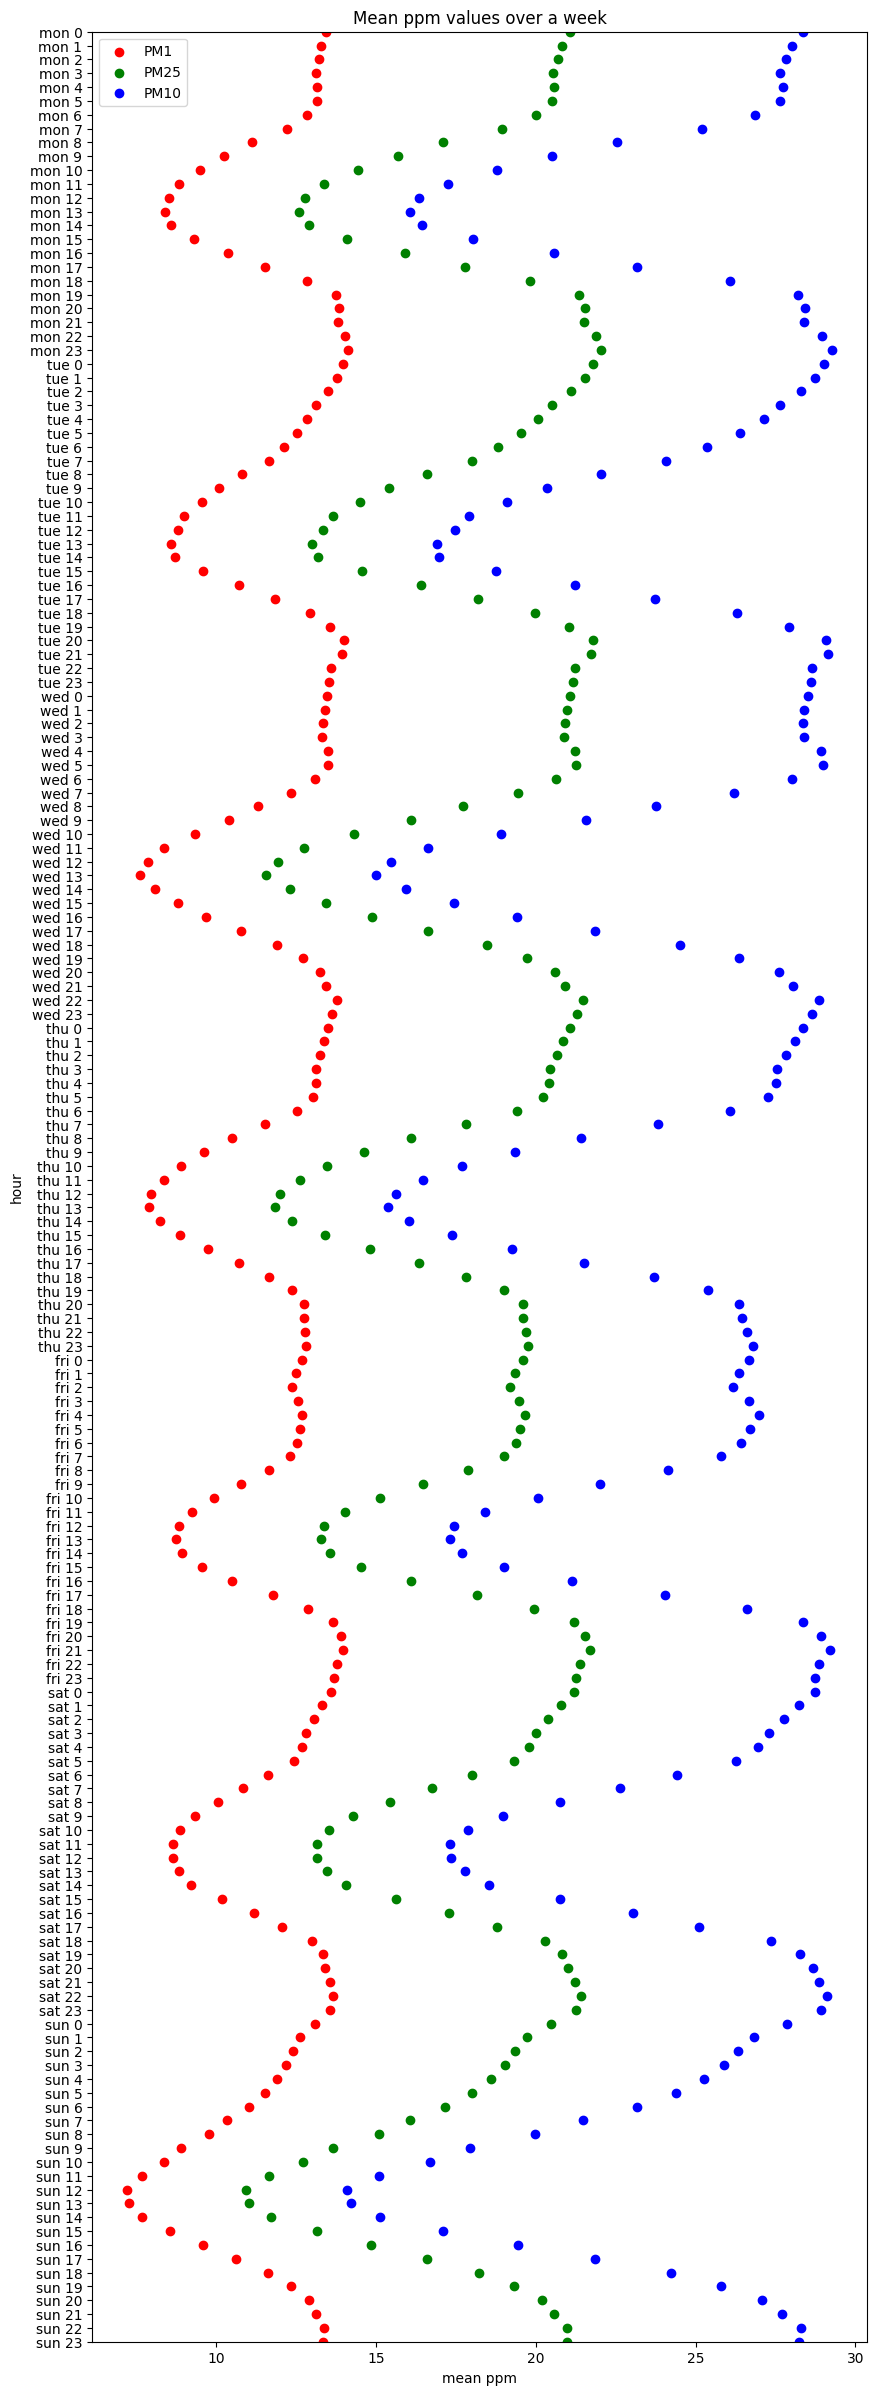 Mean ppm values over a week
PM1
PM25
PM10
mon 0
mon 1
mon 2
mon 3
mon 4
mon 5
mon 6
mon 7
mon 8
mon 9
mon 10
mon 11
mon 12
mon 13
mon 14
mon 15
mon 16
mon 17
mon 18
mon 19
mon 20
mon 21
mon 22
mon 23
tue 0
tue 1
tue 2
tue 3
tue 4
tue 5
tue 6
tue 7
tue 8
tue 9
tue 10
tue 11
tue 12
tue 13
tue 14
tue 15
tue 16
tue 17
tue 18
tue 19
tue 20
tue 21
tue 22
tue 23
wed 0
wed 1
wed 2
wed 3
wed 4
wed 5
wed 6
wed 7
wed 8
wed 9
wed 10
wed 11
wed 12
wed 13
wed 14
wed 15
wed 16
wed 17
wed 18
wed 19
wed 20
wed 21
wed 22
wed 23
thu 0
thu 1
thu 2
thu 3
thu 4
thu 5
thu 6
thu 7
thu 8
thu 9
thu 10
thu 11
thu 12
thu 13
thu 14
thu 15
thu 16
thu 17
thu 18
thu 19
thu 20
thu 21
thu 22
thu 23
fri 0
fri 1
fri 2
fri 3
fri 4
fri 5
fri 6
fri 7
fri 8
fri 9
fri 10
fri 11
fri 12
fri 13
fri 14
fri 15
fri 16
fri 17
fri 18
fri 19
fri 20
fri 21
fri 22
fri 23
sat 0
sat 1
sat 2
sat 3
sat 4
sat 5
sat 6
sat 7
sat 8
sat 9
sat 10
sat 11
sat 12
sat 13
sat 14
sat 15
sat 16
sat 17
sat 18
sat 19
sat 20
sat 21
sat 22
sat 23
sun 0
sun 1
sun 2
sun 3
sun 4
sun 5
sun 6
sun 7
sun 8
sun 9
sun 10
sun 11
sun 12
sun 13
sun 14
sun 15
sun 16
sun 17
sun 18
sun 19
sun 20
sun 21
sun 22
sun 23
hour
10 15 20 25 30
mean ppm